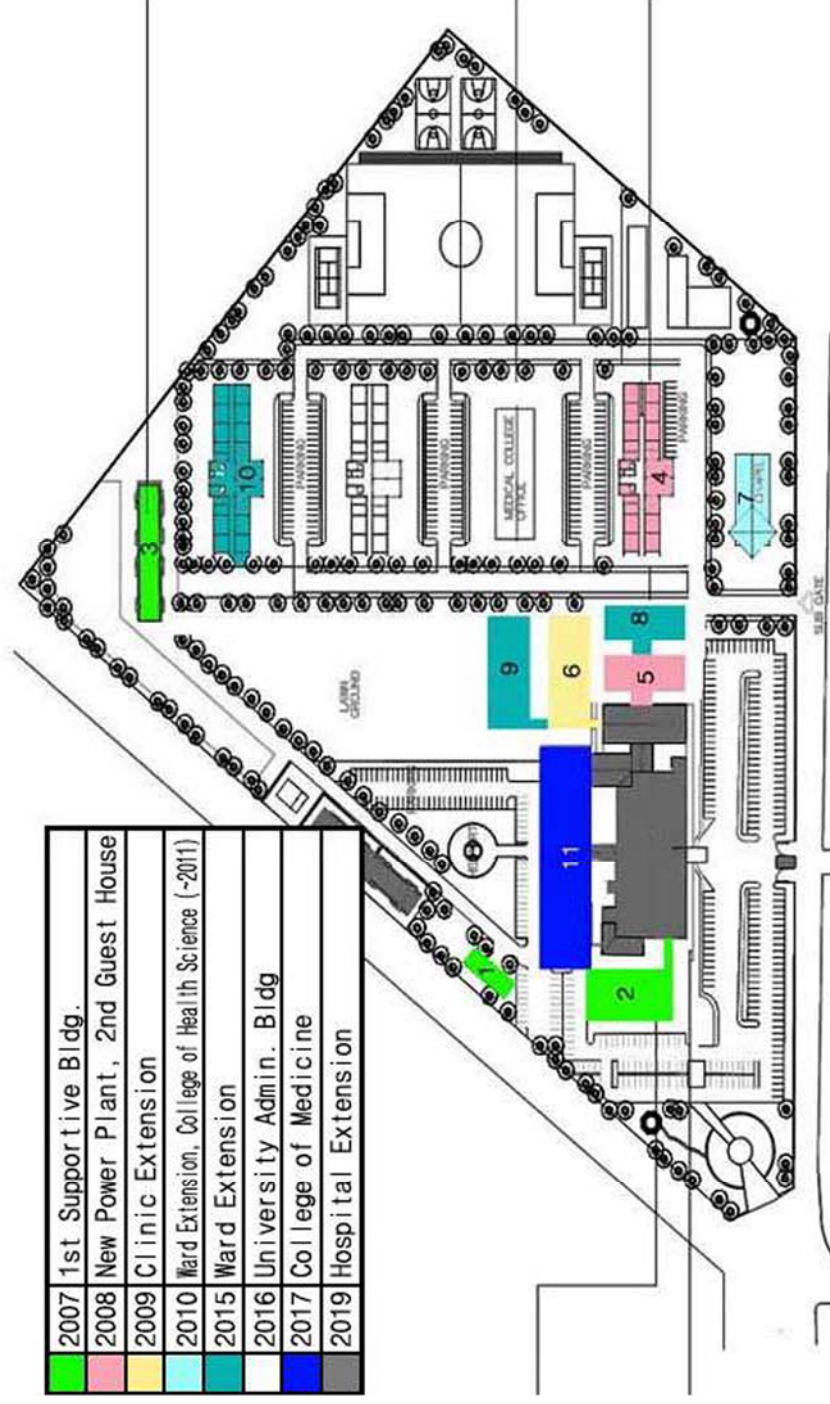 2007 1st Supportive Bldg.
2008 New Power Plant, 2nd Guest House
2009 Clinic Extension
2010 Ward Extension, College of Health Science (~2011)
2015 Ward Extension
2016 University Admin. Bldg
2017 College of Medicine
2019 Hospital Extension
3
10
PARKING
PARKING
MEDICAL COLLEGE
OFFICE
PARKING
4
PARKING
7
CHAPEL
SUB GATE
LAWN
GROUND
9
6
8
5
11
1
2